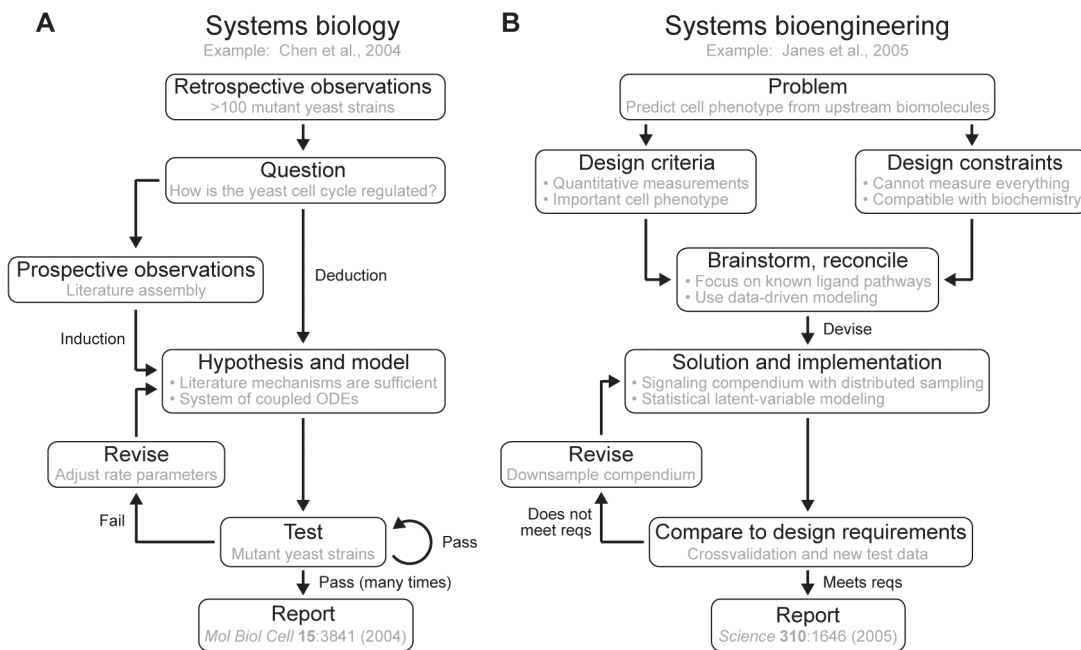 A
Systems biology
Example: Chen et al., 2004
Retrospective observations
>100 mutant yeast strains
Question
How is the yeast cell cycle regulated?
Prospective observations
Literature assembly
Deduction
Induction
Hypothesis and model
• Literature mechanisms are sufficient
• System of coupled ODEs
Revise
Adjust rate parameters
Fail
Test
Mutant yeast strains
Pass
Pass (many times)
Report
Mol Biol Cell 15:3841 (2004)
B
Systems bioengineering
Example: Janes et al., 2005
Problem
Predict cell phenotype from upstream biomolecules
Design criteria
• Quantitative measurements
• Important cell phenotype
Design constraints
• Cannot measure everything
• Compatible with biochemistry
Brainstorm, reconcile
• Focus on known ligand pathways
• Use data-driven modeling
Devise
Solution and implementation
• Signaling compendium with distributed sampling
• Statistical latent-variable modeling
Revise
Downsample compendium
Does not
meet reqs
Compare to design requirements
Crossvalidation and new test data
Meets reqs
Report
Science 310:1646 (2005)